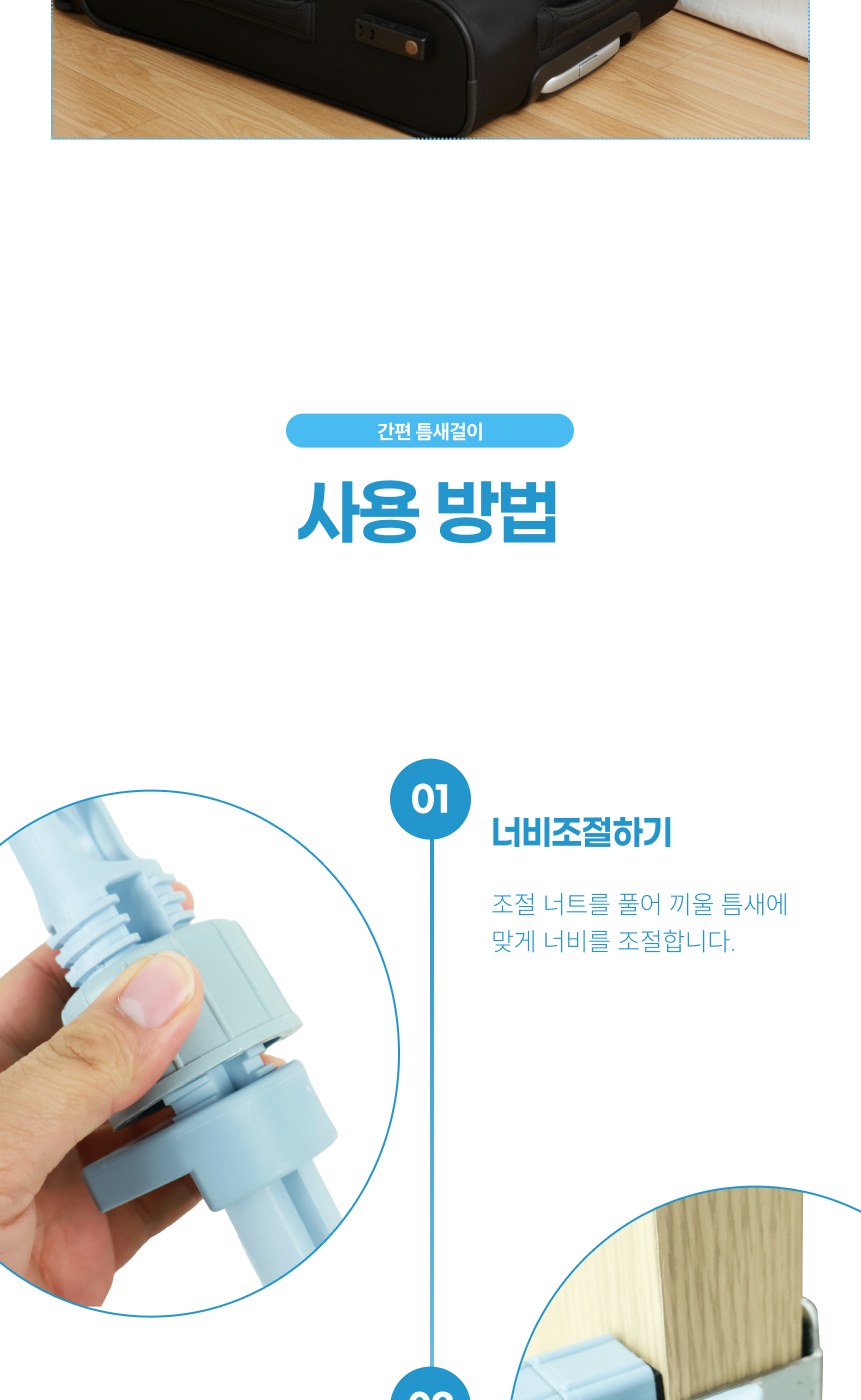 간편 틈새걸이
사용 방법
01
너비조절하기
조절 너트를 풀어 끼울 틈새에
맞게 너비를 조절합니다.